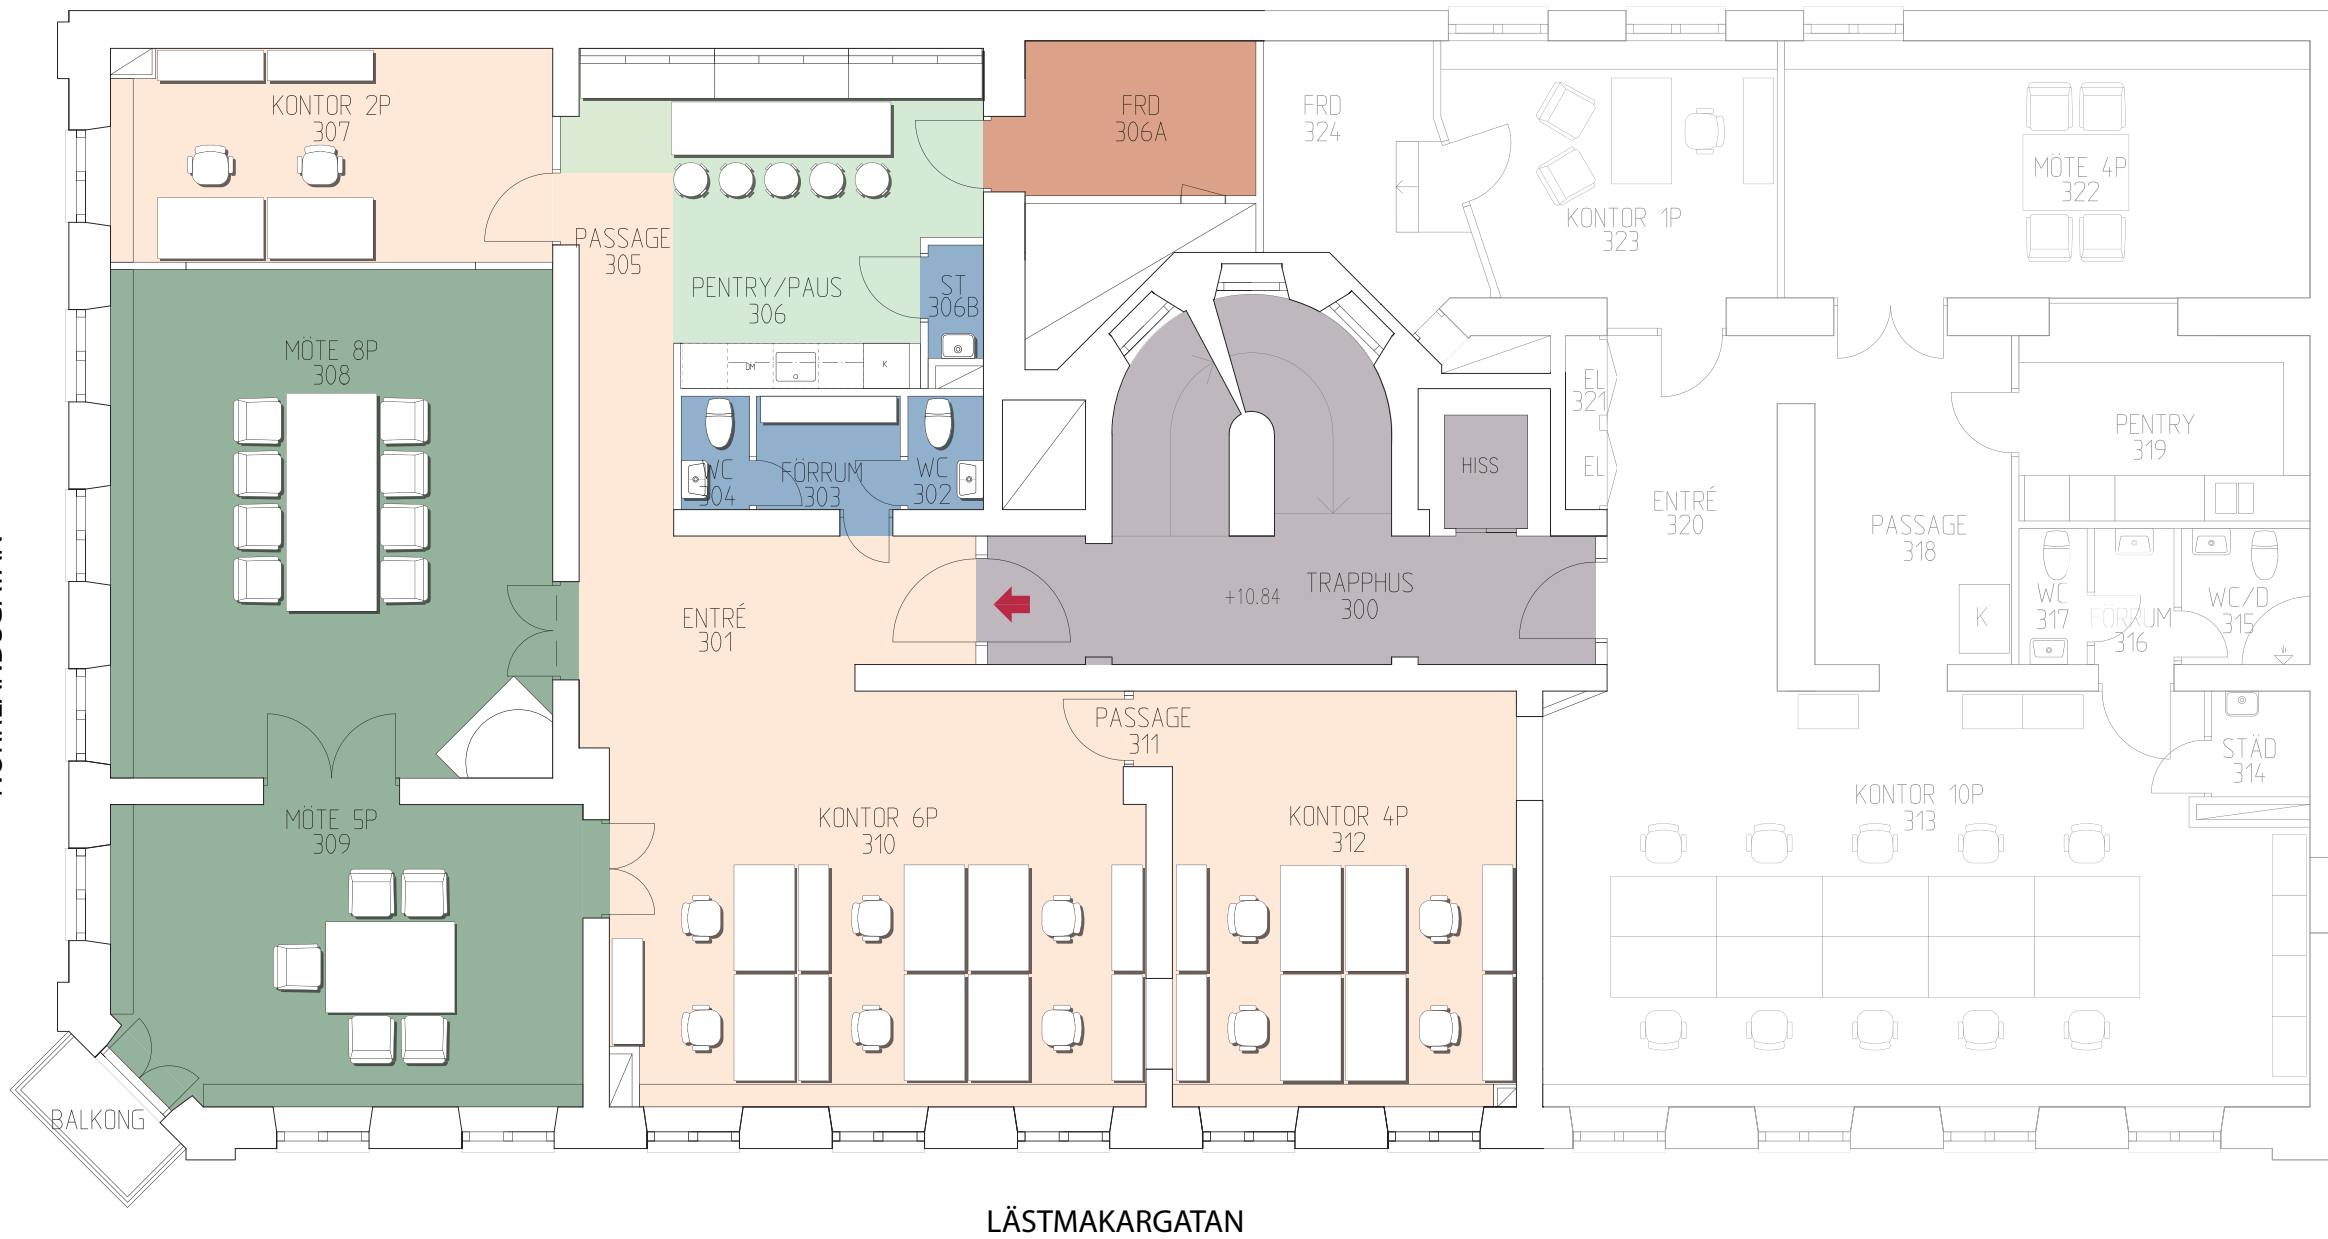 KONTOR 2P
307
FRD
306A
FRD
324
MÖTE 4P
322
KONTOR 1P
323
PASSAGE
305
PENTRY/PAUS
306
ST
306B
MÖTE 8P
308
DM
K
EL
321
EL
PENTRY
319
WC
304
FÖRRUM
303
WC
302
HISS
ENTRÉ
320
PASSAGE
318
ENTRÉ
301
+10.84
TRAPPHUS
300
K
WC
317
FÖRRUM
316
WC/D
315
PASSAGE
311
STÄD
314
MÖTE 5P
309
KONTOR 6P
310
KONTOR 4P
312
KONTOR 10P
313
BALKONG
LÄSTMAKARGATAN